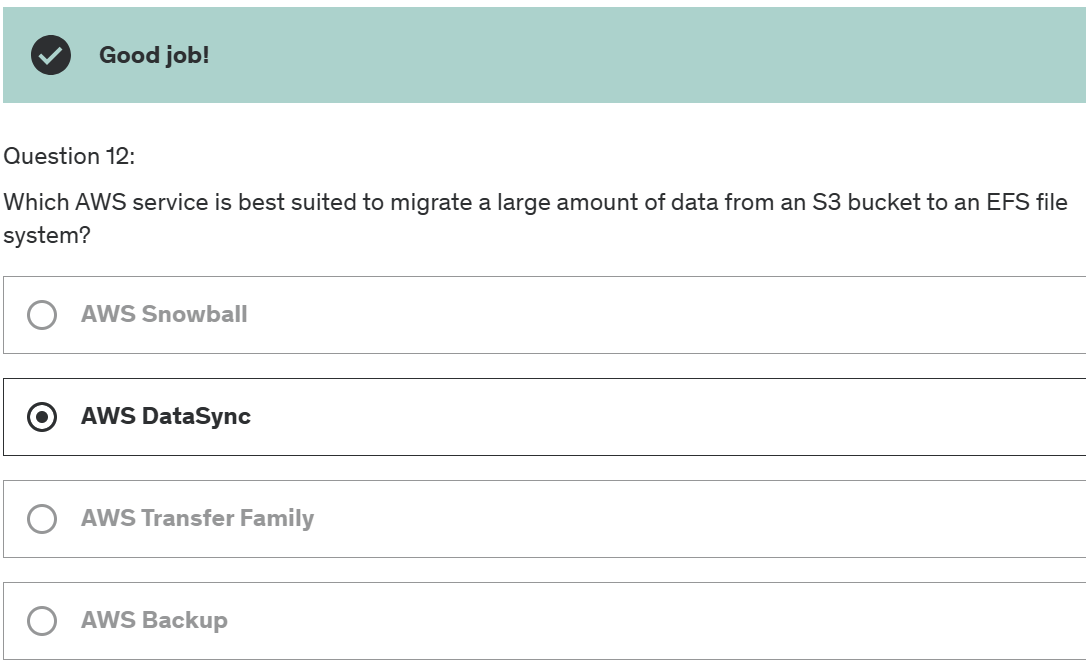 Good job!
Question 12:
Which AWS service is best suited to migrate a large amount of data from an S3 bucket to an EFS file
system?
AWS Snowball
AWS DataSync
AWS Transfer Family
AWS Backup